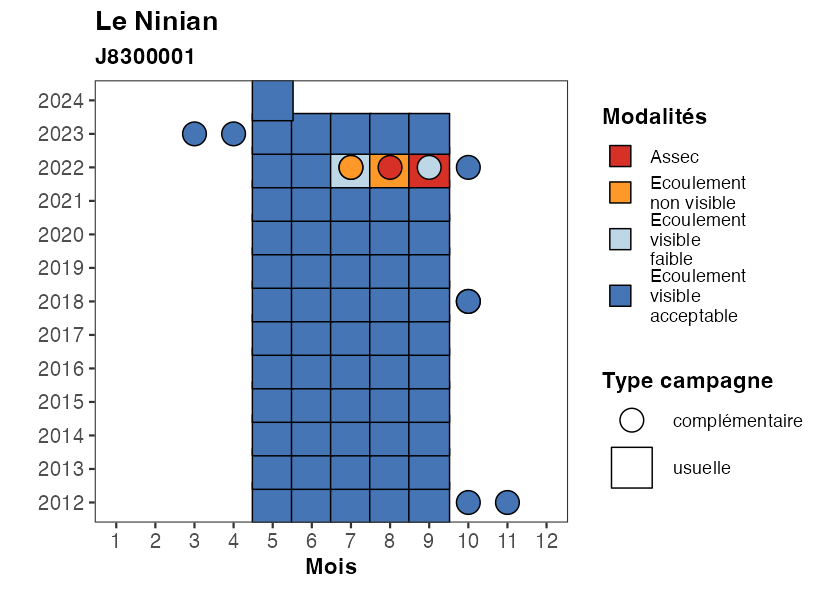 Le Ninian
J8300001
2024
2023
2022
2021
2020
2019
2018
2017
2016
2015
2014
2013
2012
1 2 3 4 5 6 7 8 9 10 11 12
Mois
Modalités
Assec
Ecoulement
non visible
Ecoulement
visible
faible
Ecoulement
visible
acceptable
Type campagne
complémentaire
usuelle